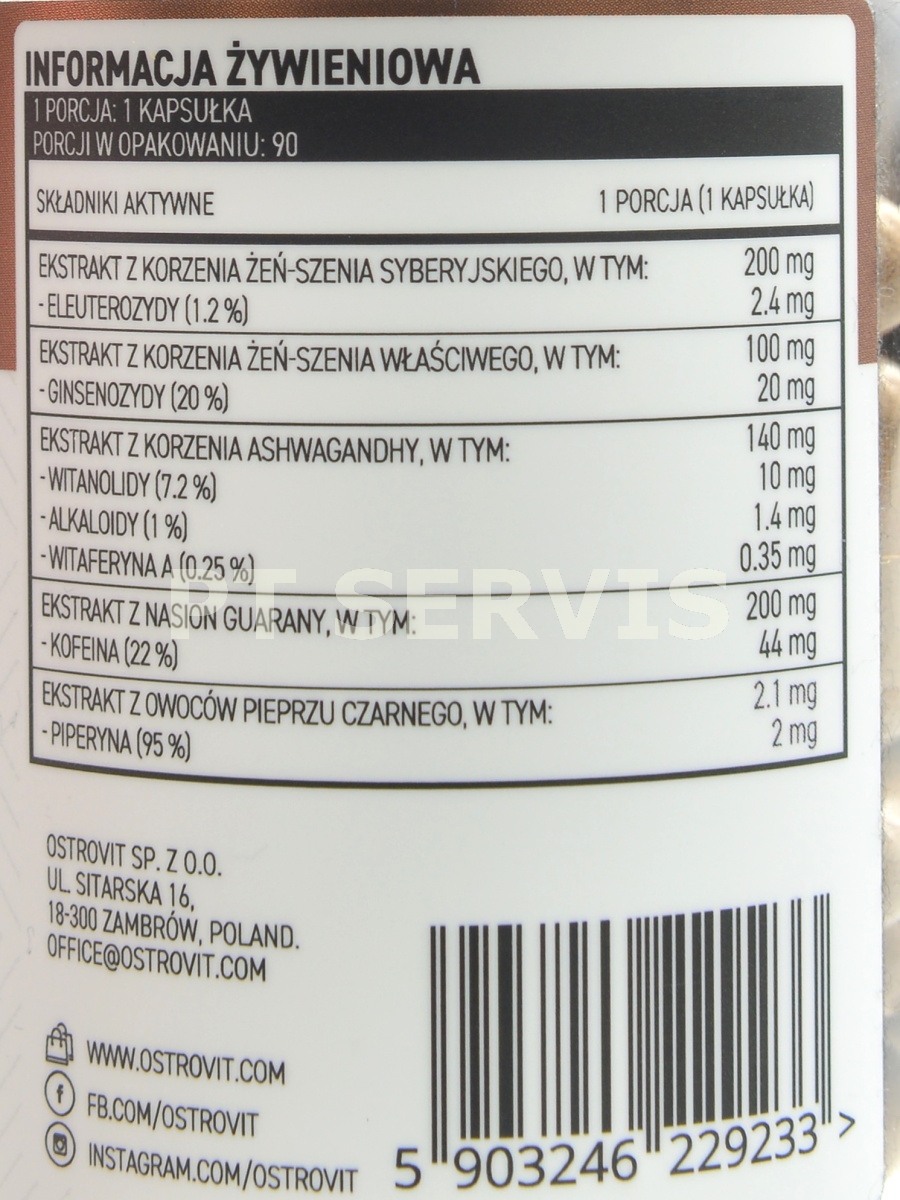 INFORMACJA ŻYWIENIOWA
1 PORCJA: 1 KAPSUŁKA
PORCJI W OPAKOWANIU: 90
SKŁADNIKI AKTYWNE 1 PORCJA (1 KAPSUŁKA)
EKSTRAKT Z KORZENIA ŻEŃ-SZENIA SYBERYJSKIEGO, W TYM: 200 mg
- ELEUTEROZYDY (1.2 %) 2.4 mg
EKSTRAKT Z KORZENIA ŻEŃ-SZENIA WŁAŚCIWEGO, W TYM: 100 mg
- GINSENOZYDY (20 %) 20 mg
EKSTRAKT Z KORZENIA ASHWAGANDHY, W TYM: 140 mg
- WITANOLIDY (7.2 %) 10 mg
- ALKALOIDY (1 %) 1.4 mg
- WITAFERYNA A (0.25 %) 0.35 mg
PT SERVIS
EKSTRAKT Z NASION GUARANY, W TYM: 200 mg
- KOFEINA (22 %) 44 mg
EKSTRAKT Z OWOCÓW PIEPRZU CZARNEGO, W TYM: 2.1 mg
- PIPERYNA (95 %) 2 mg
OSTROVIT SP. Z O.O.
UL. SITARSKA 16,
18-300 ZAMBRÓW, POLAND.
OFFICE@OSTROVIT.COM
WWW.OSTROVIT.COM
FB.COM/OSTROVIT
INSTAGRAM.COM/OSTROVIT
5 903246 229233 >